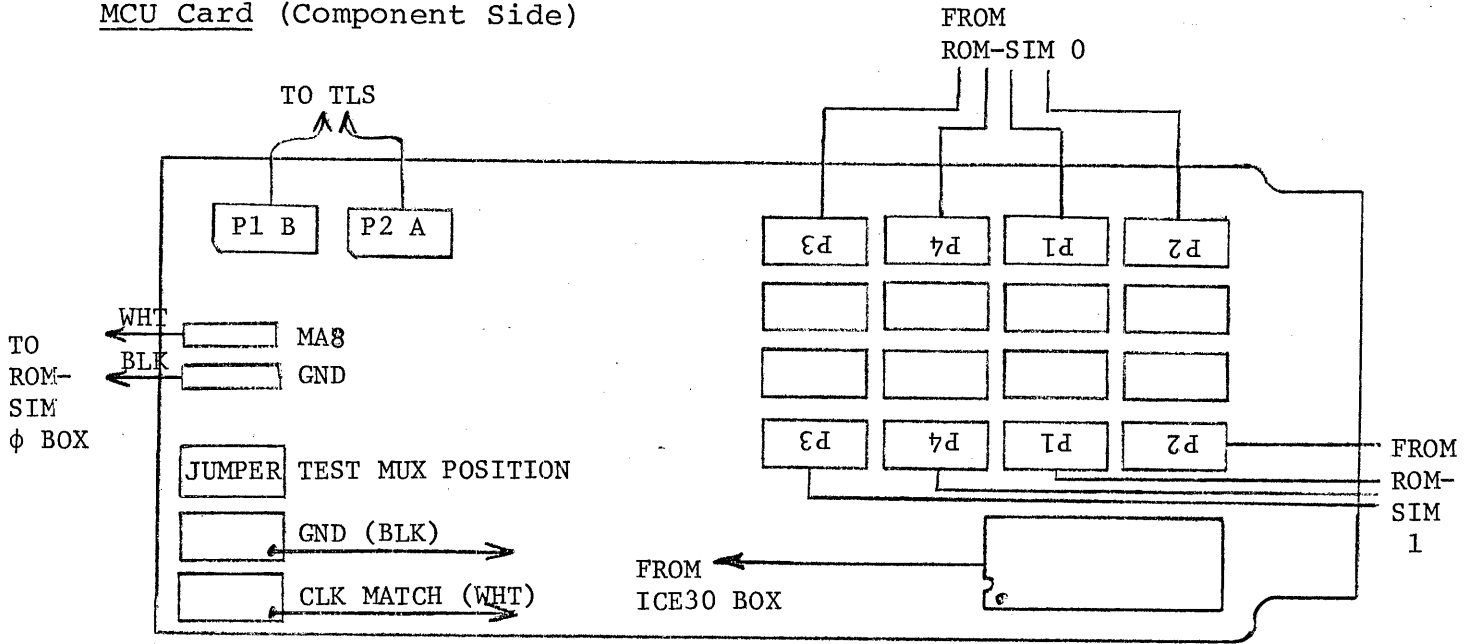 MCU Card (Component Side)
FROM
ROM-SIM 0
TO TLS
P1 B
P2 A
P3
P4
P1
P2
WHT
MA8
BLK
GND
TO
ROM-
SIM
φ BOX
P3
P4
P1
P2
JUMPER
TEST MUX POSITION
FROM
ROM-
SIM
1
GND (BLK)
CLK MATCH (WHT)
FROM
ICE30 BOX